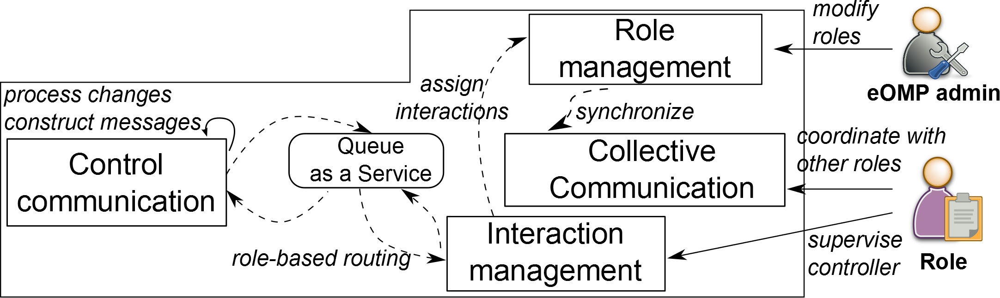 modify
roles
Role
management
eOMP admin
assign
interactions
process changes
construct messages
synchronize
Control
communication
Queue
as a Service
Collective
Communication
coordinate with
other roles
Interaction
management
role-based routing
supervise
controller
Role